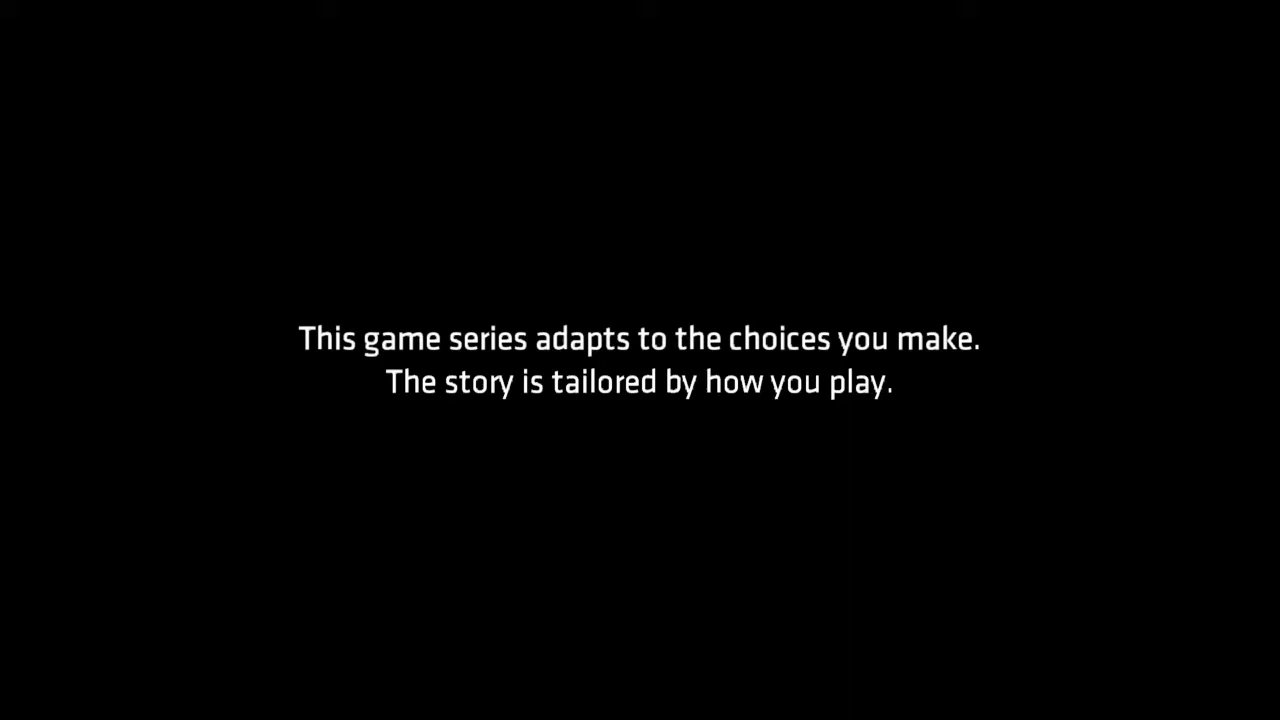 This game series adapts to the choices you make.
The story is tailored by how you play.